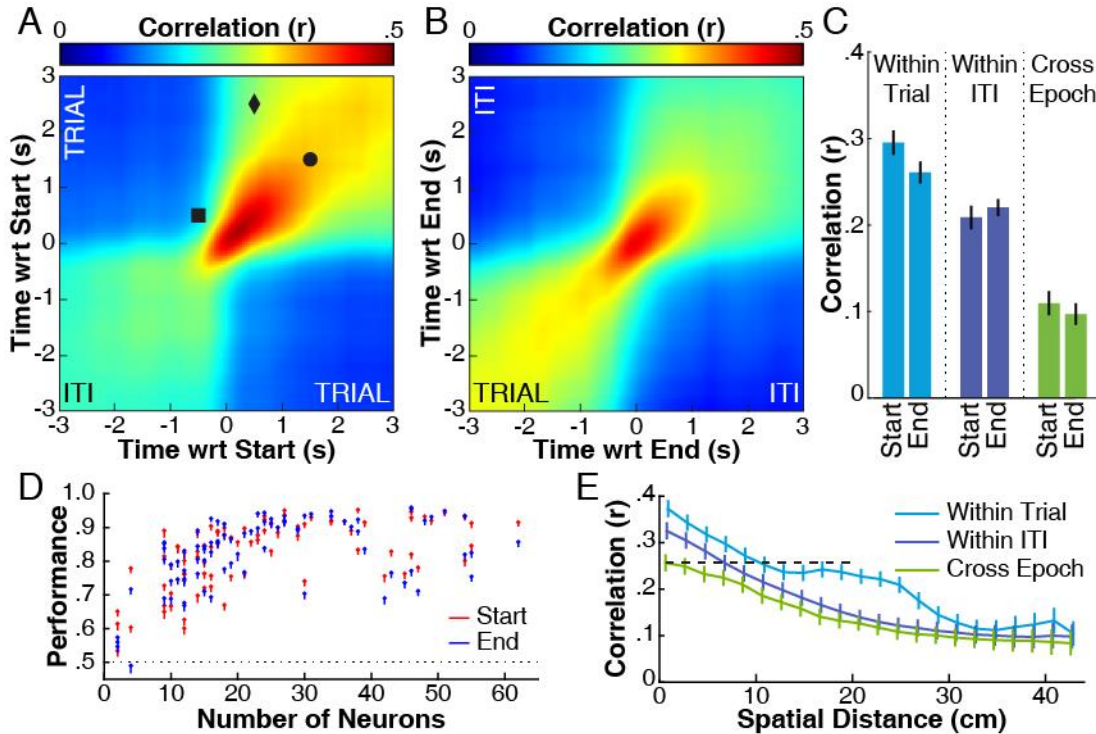 A
0 Correlation (r) .5
3
2
1
0
-1
-2
-3
Time wrt Start (s)
TRIAL
ITI
TRIAL
-3 -2 -1 0 1 2 3
Time wrt Start (s)
B
0 Correlation (r) .5
3
2
1
0
-1
-2
-3
Time wrt End (s)
ITI
TRIAL
ITI
-3 -2 -1 0 1 2 3
Time wrt End (s)
C
.4
.3
.2
.1
0
Correlation (r)
Within Trial
Within ITI
Cross Epoch
Start
End
Start
End
Start
End
D
1.0
.9
.8
.7
.6
.5
Performance
Start
End
0 10 20 30 40 50 60
Number of Neurons
E
.4
.3
.2
.1
0
Correlation (r)
Within Trial
Within ITI
Cross Epoch
0 10 20 30 40
Spatial Distance (cm)